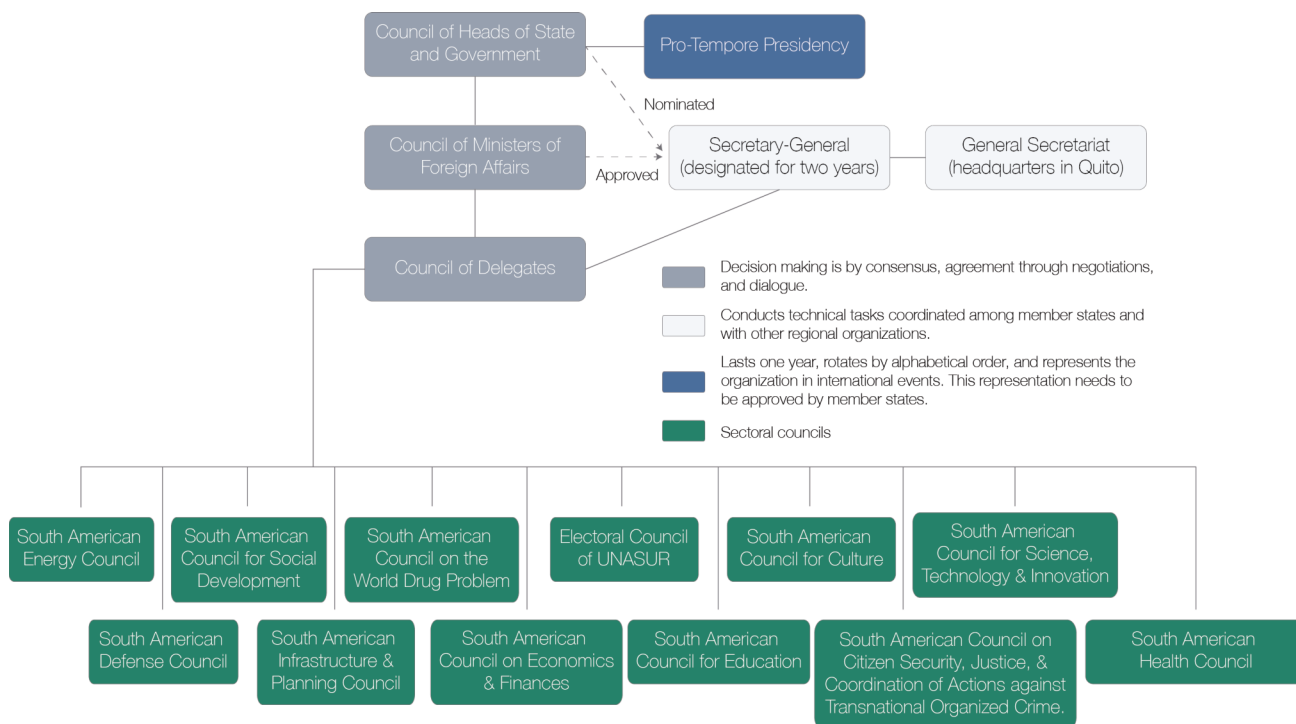 Council of Heads of State
and Government
Pro-Tempore Presidency
Nominated
Council of Ministers of
Foreign Affairs
Approved
Secretary-General
(designated for two years)
General Secretariat
(headquarters in Quito)
Council of Delegates
Decision making is by consensus, agreement through negotiations,
and dialogue.
Conducts technical tasks coordinated among member states and
with other regional organizations.
Lasts one year, rotates by alphabetical order, and represents the
organization in international events. This representation needs to
be approved by member states.
Sectoral councils
South American
Energy Council
South American
Council for Social
Development
South American
Council on the
World Drug Problem
Electoral Council
of UNASUR
South American
Council for Culture
South American
Council for Science,
Technology & Innovation
South American
Defense Council
South American
Infrastructure &
Planning Council
South American
Council on Economics
& Finances
South American
Council for Education
South American Council on
Citizen Security, Justice, &
Coordination of Actions against
Transnational Organized Crime.
South American
Health Council